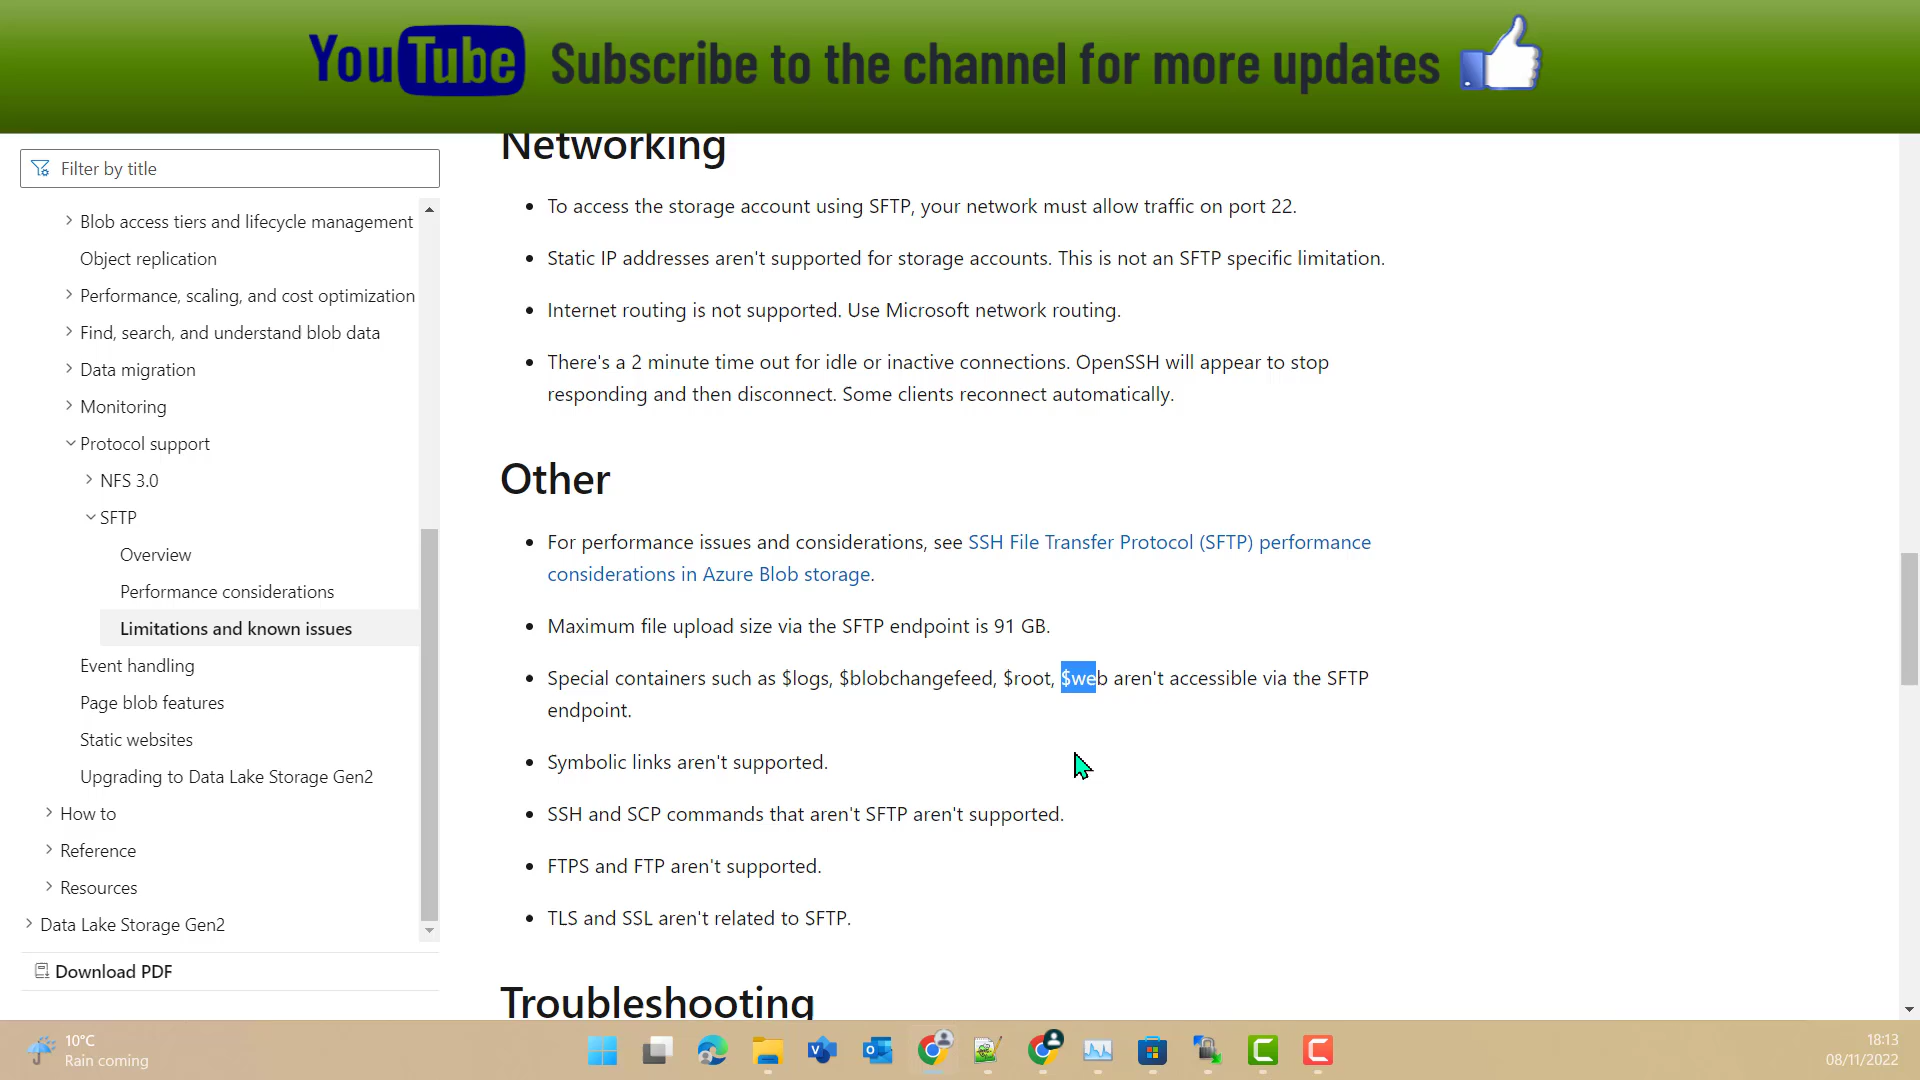 YouTube Subscribe to the channel for more updates
Networking
Filter by title
Blob access tiers and lifecycle management
Object replication
Performance, scaling, and cost optimization
Find, search, and understand blob data
Data migration
Monitoring
Protocol support
NFS 3.0
SFTP
Overview
Performance considerations
Limitations and known issues
Event handling
Page blob features
Static websites
Upgrading to Data Lake Storage Gen2
How to
Reference
Resources
Data Lake Storage Gen2
Download PDF
• To access the storage account using SFTP, your network must allow traffic on port 22.
• Static IP addresses aren't supported for storage accounts. This is not an SFTP specific limitation.
• Internet routing is not supported. Use Microsoft network routing.
• There's a 2 minute time out for idle or inactive connections. OpenSSH will appear to stop
responding and then disconnect. Some clients reconnect automatically.
Other
• For performance issues and considerations, see SSH File Transfer Protocol (SFTP) performance
considerations in Azure Blob storage.
• Maximum file upload size via the SFTP endpoint is 91 GB.
• Special containers such as $logs, $blobchangefeed, $root, $web aren't accessible via the SFTP
endpoint.
• Symbolic links aren't supported.
• SSH and SCP commands that aren't SFTP aren't supported.
• FTPS and FTP aren't supported.
• TLS and SSL aren't related to SFTP.
Troubleshooting
10°C
Rain coming
18:13
08/11/2022